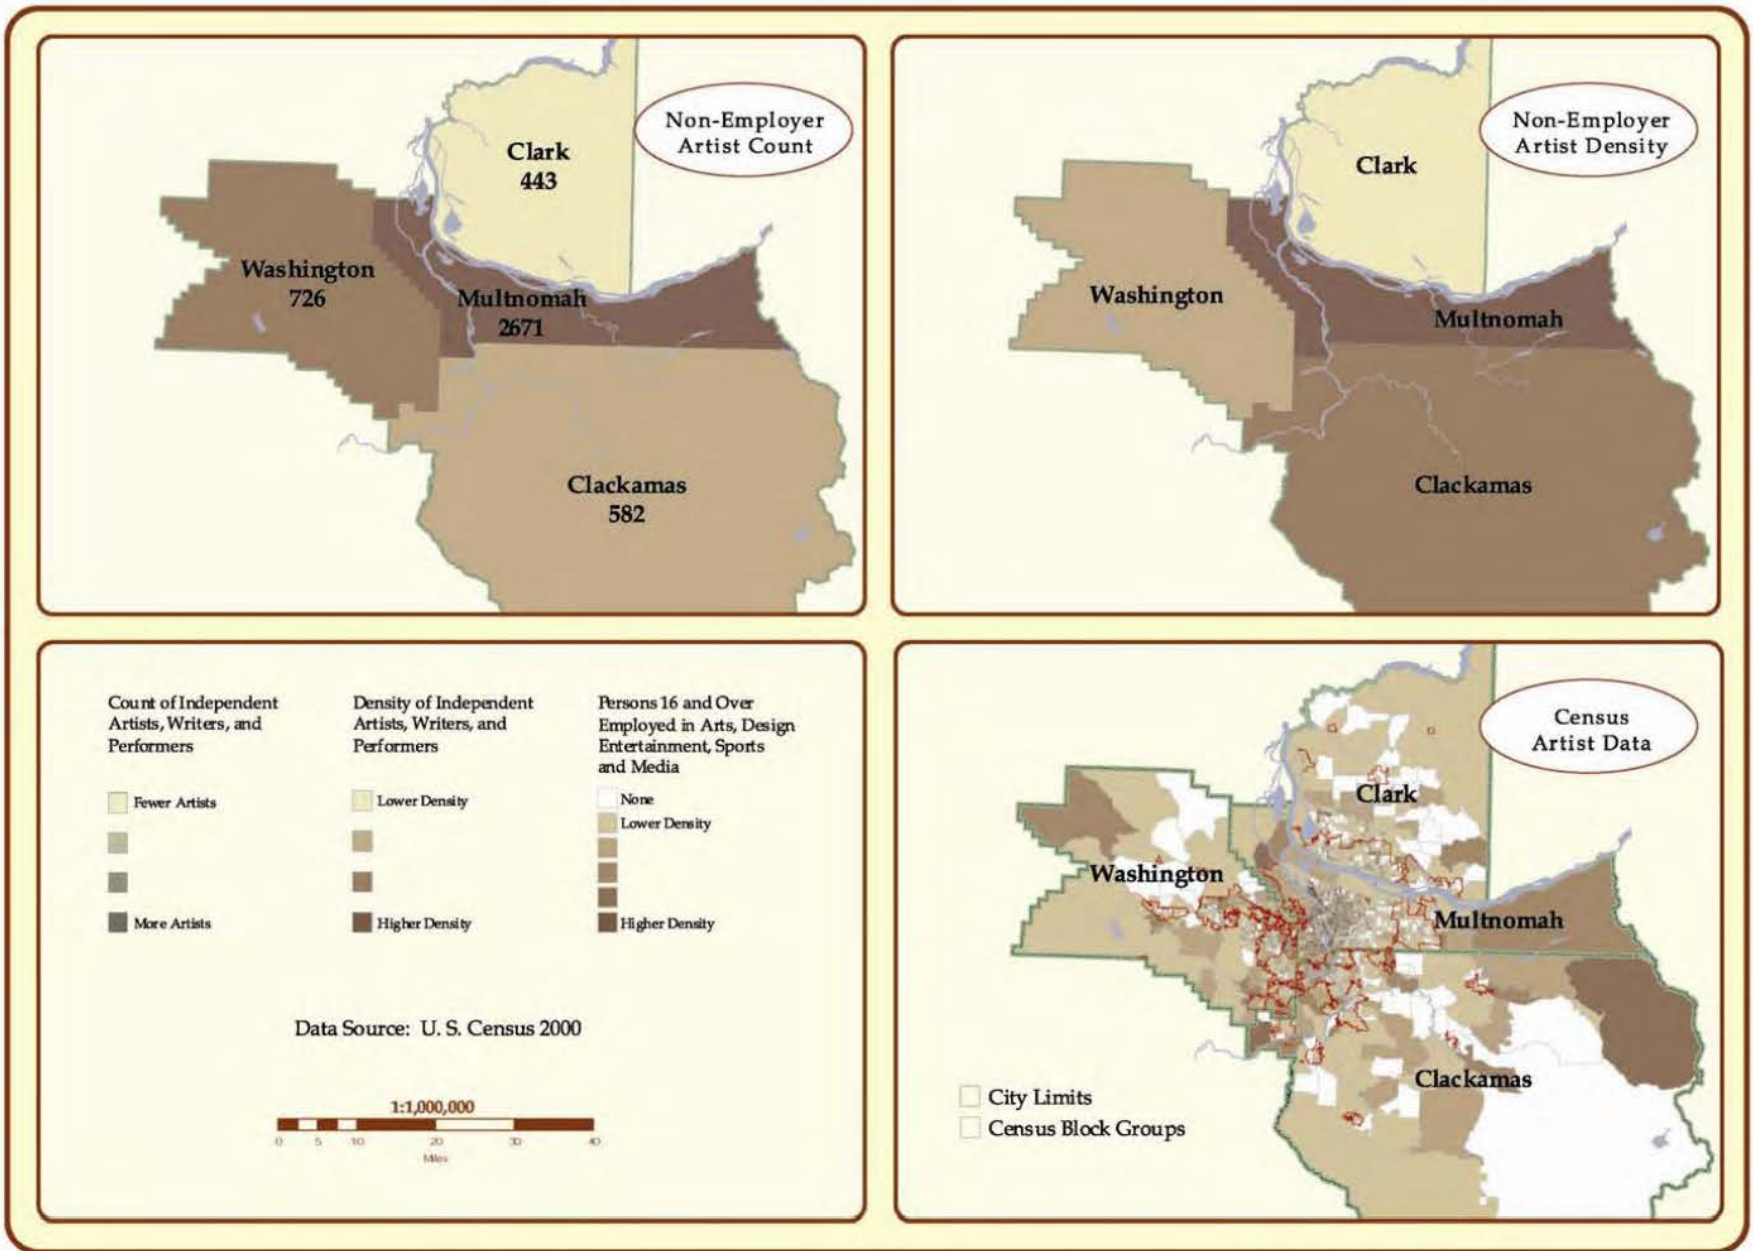 Non-Employer
Artist Count
Clark
443
Washington
726
Multnomah
2671
Clackamas
582
Non-Employer
Artist Density
Clark
Washington
Multnomah
Clackamas
Count of Independent
Artists, Writers, and
Performers
Fewer Artists
More Artists
Density of Independent
Artists, Writers, and
Performers
Lower Density
Higher Density
Persons 16 and Over
Employed in Arts, Design
Entertainment, Sports
and Media
None
Lower Density
Higher Density
Data Source: U. S. Census 2000
1:1,000,000
0 5 10 20 30 40
Miles
Census
Artist Data
Clark
Washington
Multnomah
Clackamas
City Limits
Census Block Groups